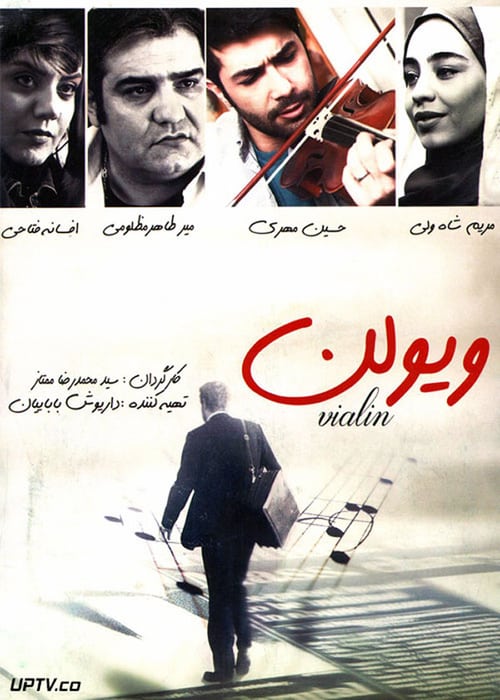 مریم شاه ولی
حسین مهری
میر طاهر مظلومی
افسانه فتاحی
ویولن
vialin
کارگردان : سید محمدرضا ممتاز
تهیه کننده : داریوش بابائیان
UPTV.co